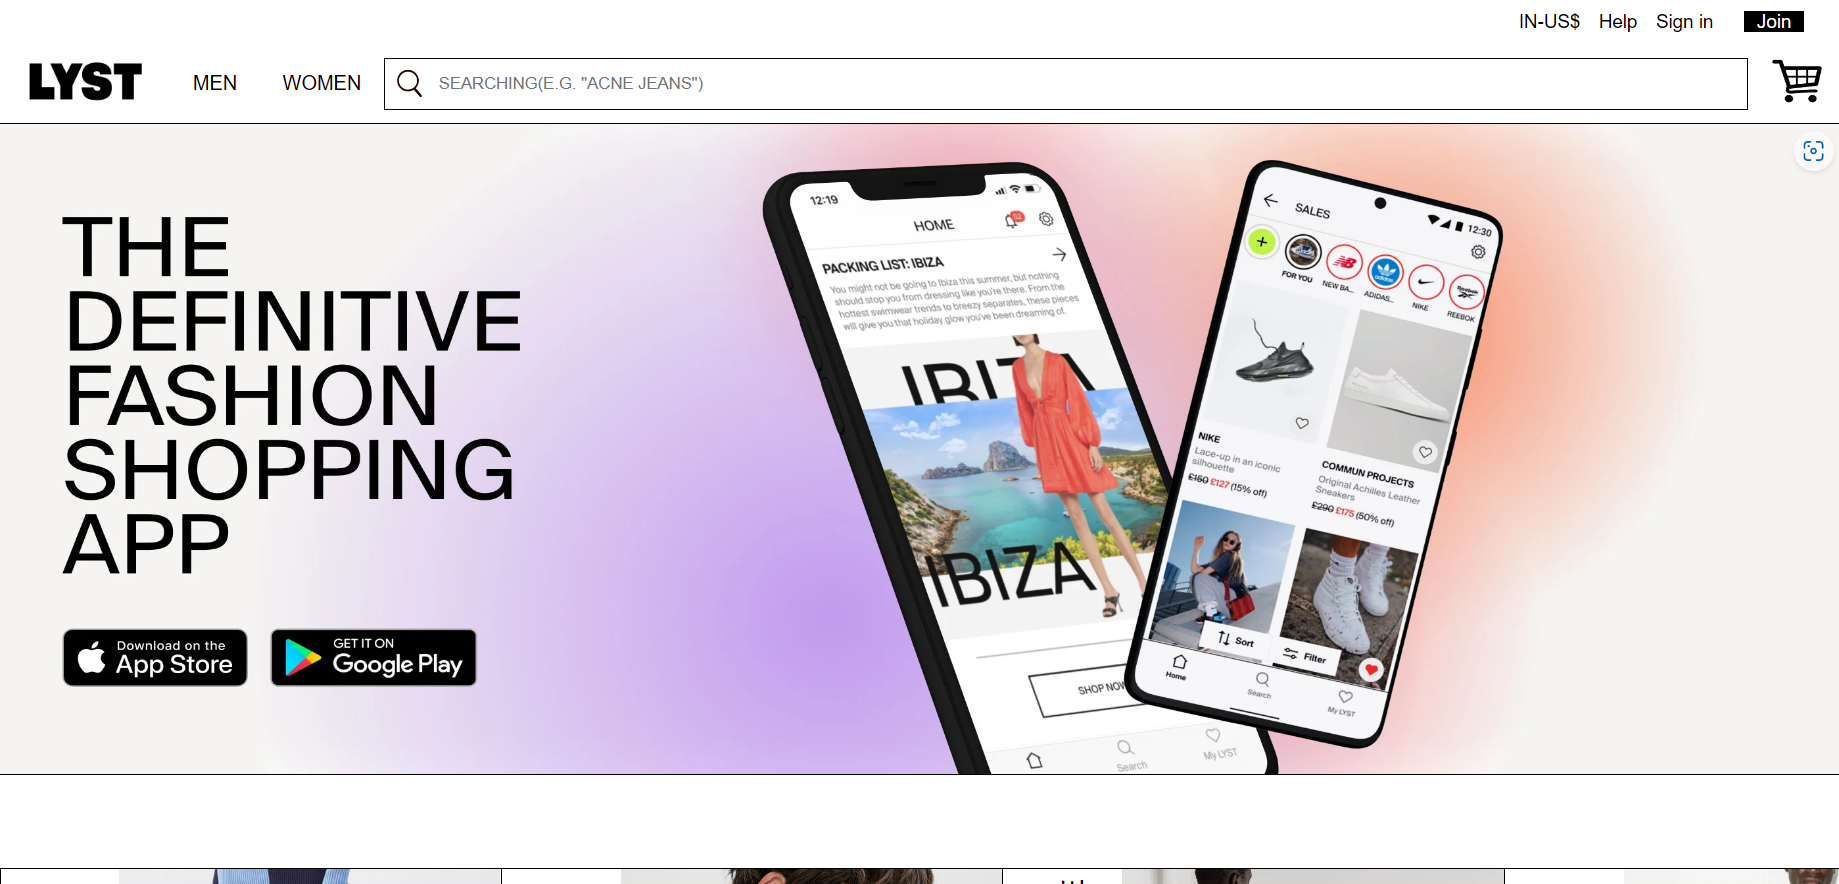 IN-US$ Help Sign in Join
LYST MEN WOMEN SEARCHING(E.G. "ACNE JEANS")
THE
DEFINITIVE
FASHION
SHOPPING
APP
Download on the
App Store
GET IT ON
Google Play
12:19
HOME
52
PACKING LIST: IBIZA
You might not be going to Ibiza this summer, but nothing
should stop you from dressing like you're there. From the
hottest swimwear trends to breezy separates, these pieces
will give you that holiday glow you've been dreaming of.
IBIZA
IBIZA
SHOP NOW
Search
My LYST
12:30
SALES
FOR YOU
NEW BA...
adidas
ADIDAS...
NIKE
Reebok
REEBOK
NIKE
Lace-up in an iconic
silhouette
£150 £127 (15% off)
COMMUN PROJECTS
Original Achilles Leather
Sneakers
£290 £175 (50% off)
Sort
Filter
Home
Search
My LYST